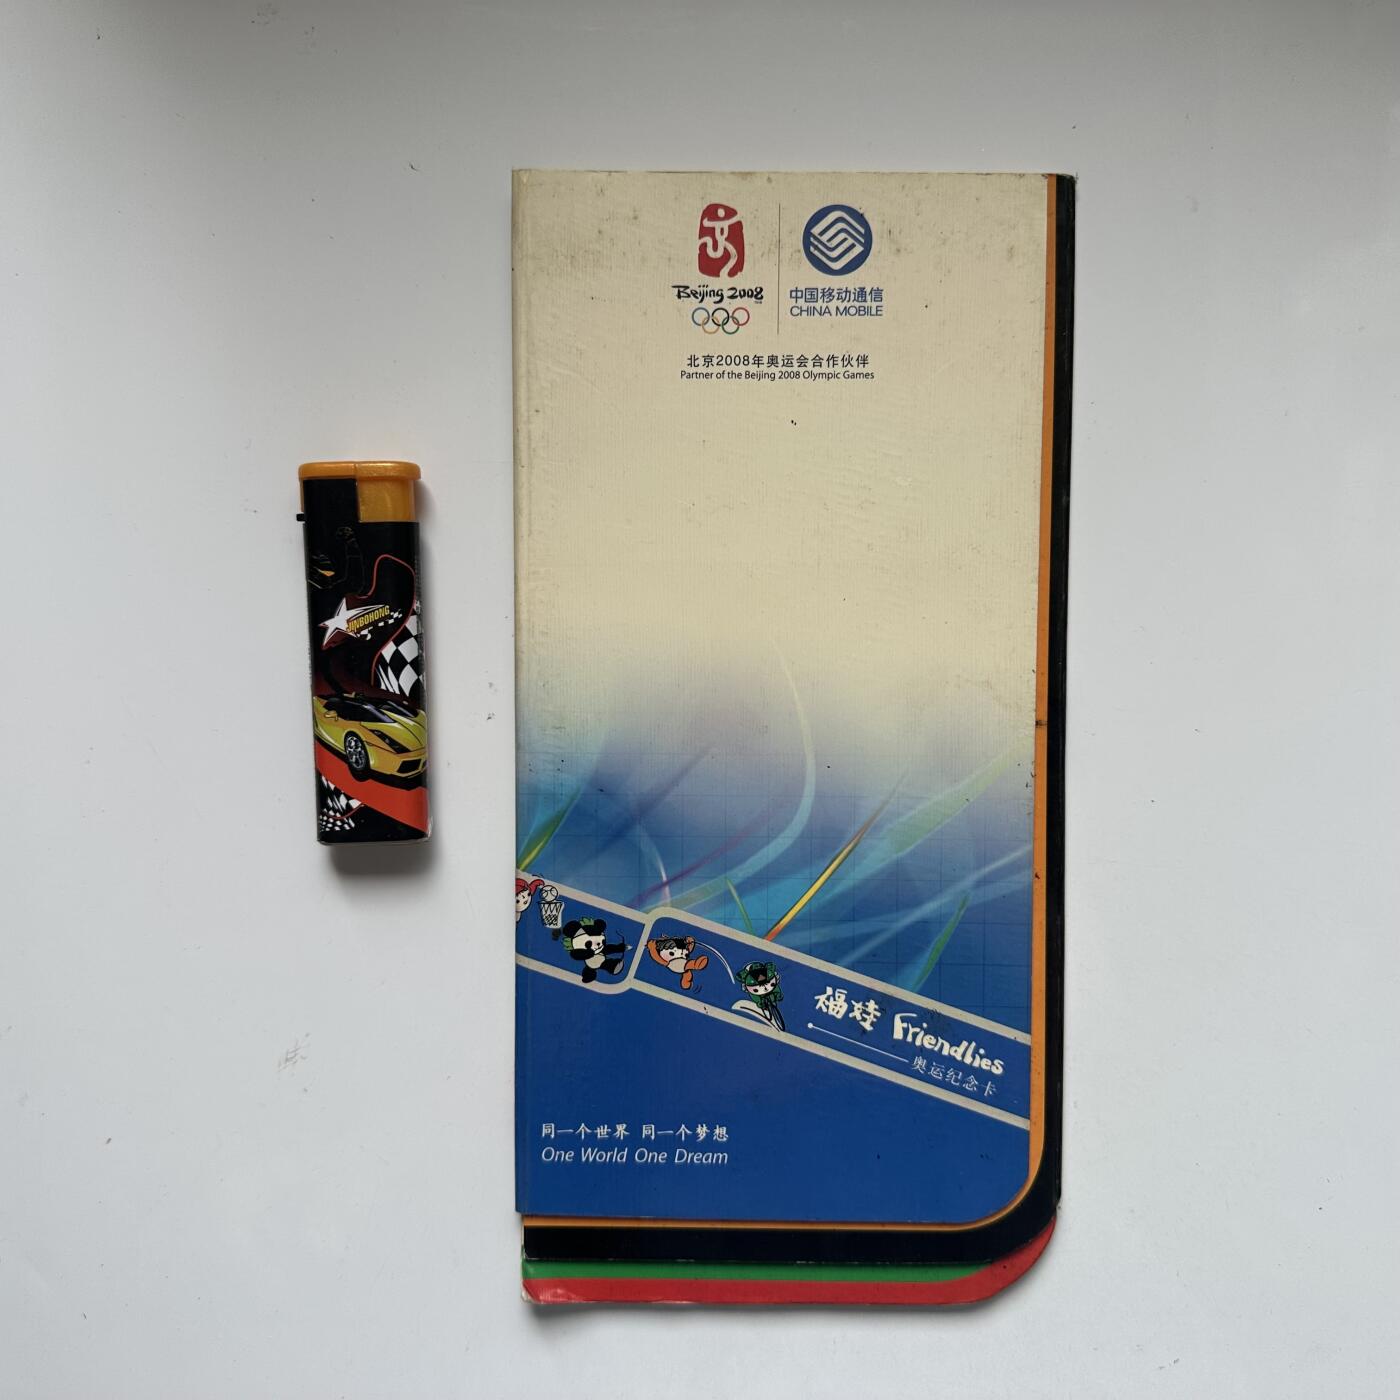 JINBOHONG
Beijing 2008
中国移动通信
CHINA MOBILE
北京2008年奥运会合作伙伴
Partner of the Beijing 2008 Olympic Games
福娃 Friendlies
奥运纪念卡
同一个世界 同一个梦想
One World One Dream